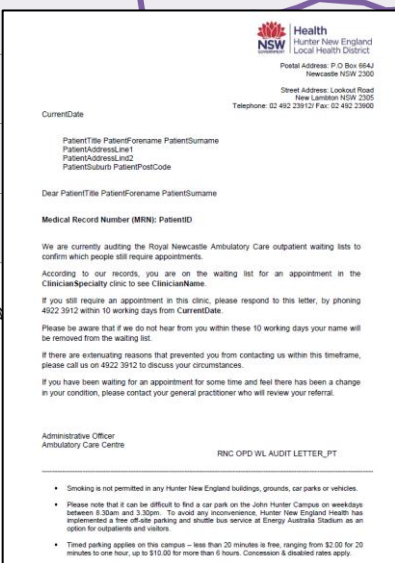 Health
Hunter New England
Local Health District
NSW
GOVERNMENT
Postal Address: P.O Box 664J
Newcastle NSW 2300
Street Address: Lookout Road
New Lambton NSW 2305
Telephone: 02 492 23912/ Fax: 02 492 23900
CurrentDate
PatientTitle PatientForename PatientSurname
PatientAddressLine1
PatientAddressLind2
PatientSuburb PatientPostCode
Dear PatientTitle PatientForename PatientSurname
Medical Record Number (MRN): PatientID
We are currently auditing the Royal Newcastle Ambulatory Care outpatient waiting lists to
confirm which people still require appointments.
According to our records, you are on the waiting list for an appointment in the
ClinicianSpecialty clinic to see ClinicianName.
If you still require an appointment in this clinic, please respond to this letter, by phoning
4922 3912 within 10 working days from CurrentDate.
Please be aware that if we do not hear from you within these 10 working days your name will
be removed from the waiting list.
If there are extenuating reasons that prevented you from contacting us within this timeframe,
please call us on 4922 3912 to discuss your circumstances.
If you have been waiting for an appointment for some time and feel there has been a change
in your condition, please contact your general practitioner who will review your referral.
Administrative Officer
Ambulatory Care Centre
RNC OPD WL AUDIT LETTER_PT
• Smoking is not permitted in any Hunter New England buildings, grounds, car parks or vehicles.
• Please note that it can be difficult to find a car park on the John Hunter Campus on weekdays
between 8.30am and 3.30pm. To avoid any inconvenience, Hunter New England Health has
implemented a free off-site parking and shuttle bus service at Energy Australia Stadium as an
option for outpatients and visitors.
• Timed parking applies on this campus – less than 20 minutes is free, ranging from $2.00 for 20
minutes to one hour, up to $10.00 for more than 6 hours. Concession & disabled rates apply.